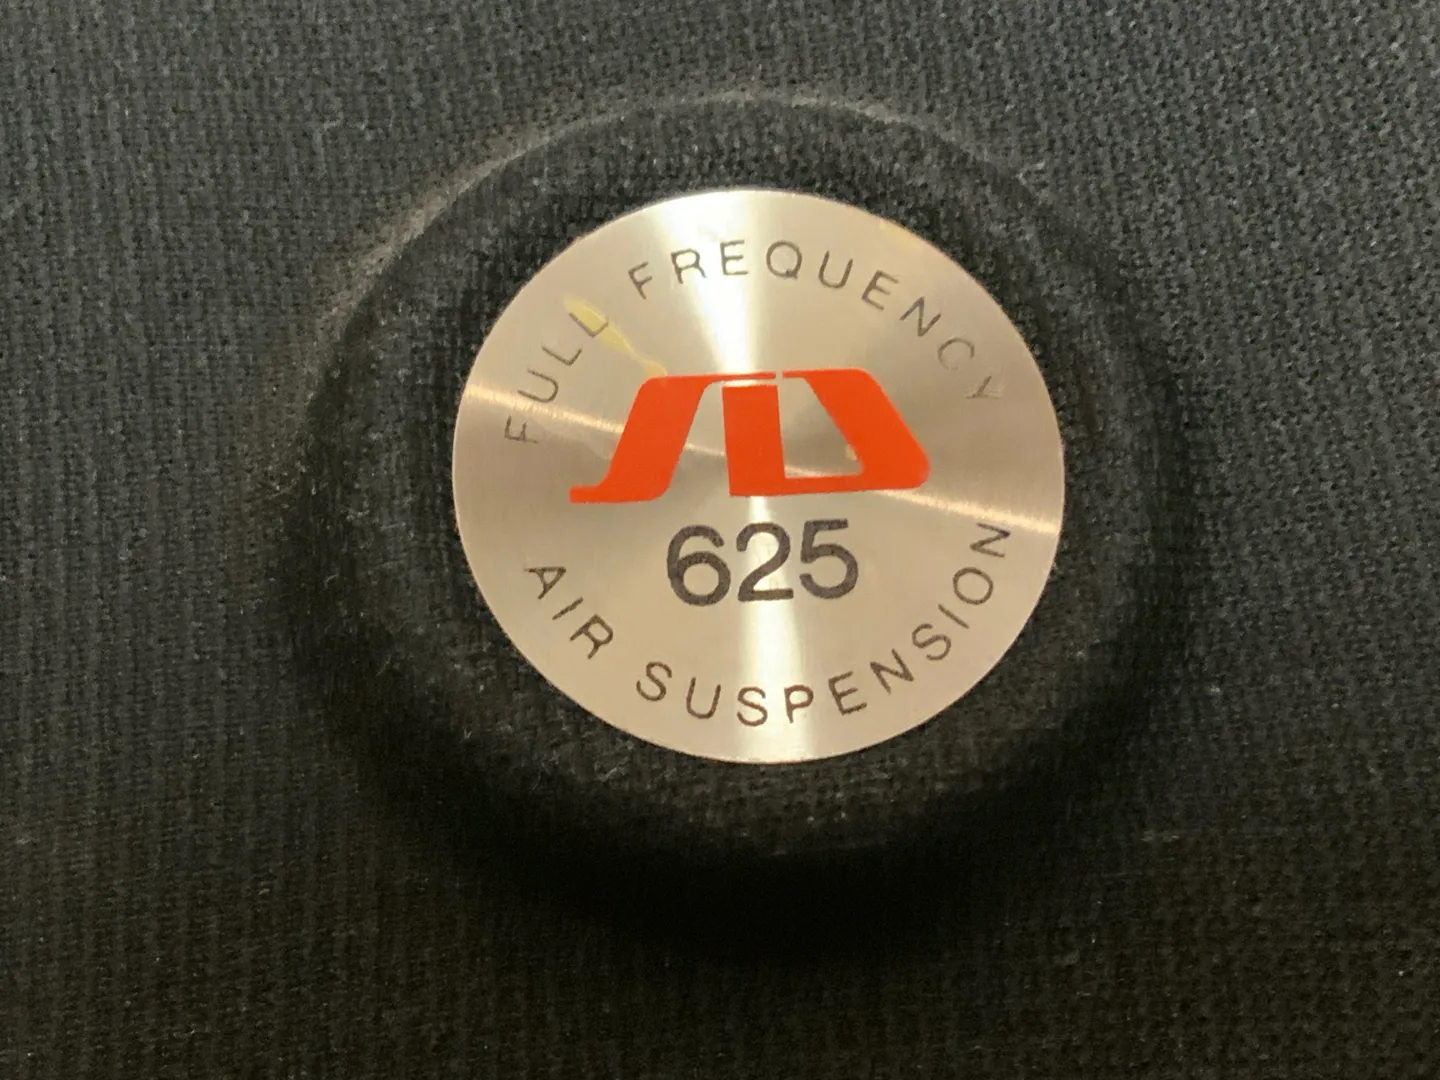 FULL FREQUENCY
625
AIR SUSPENSION